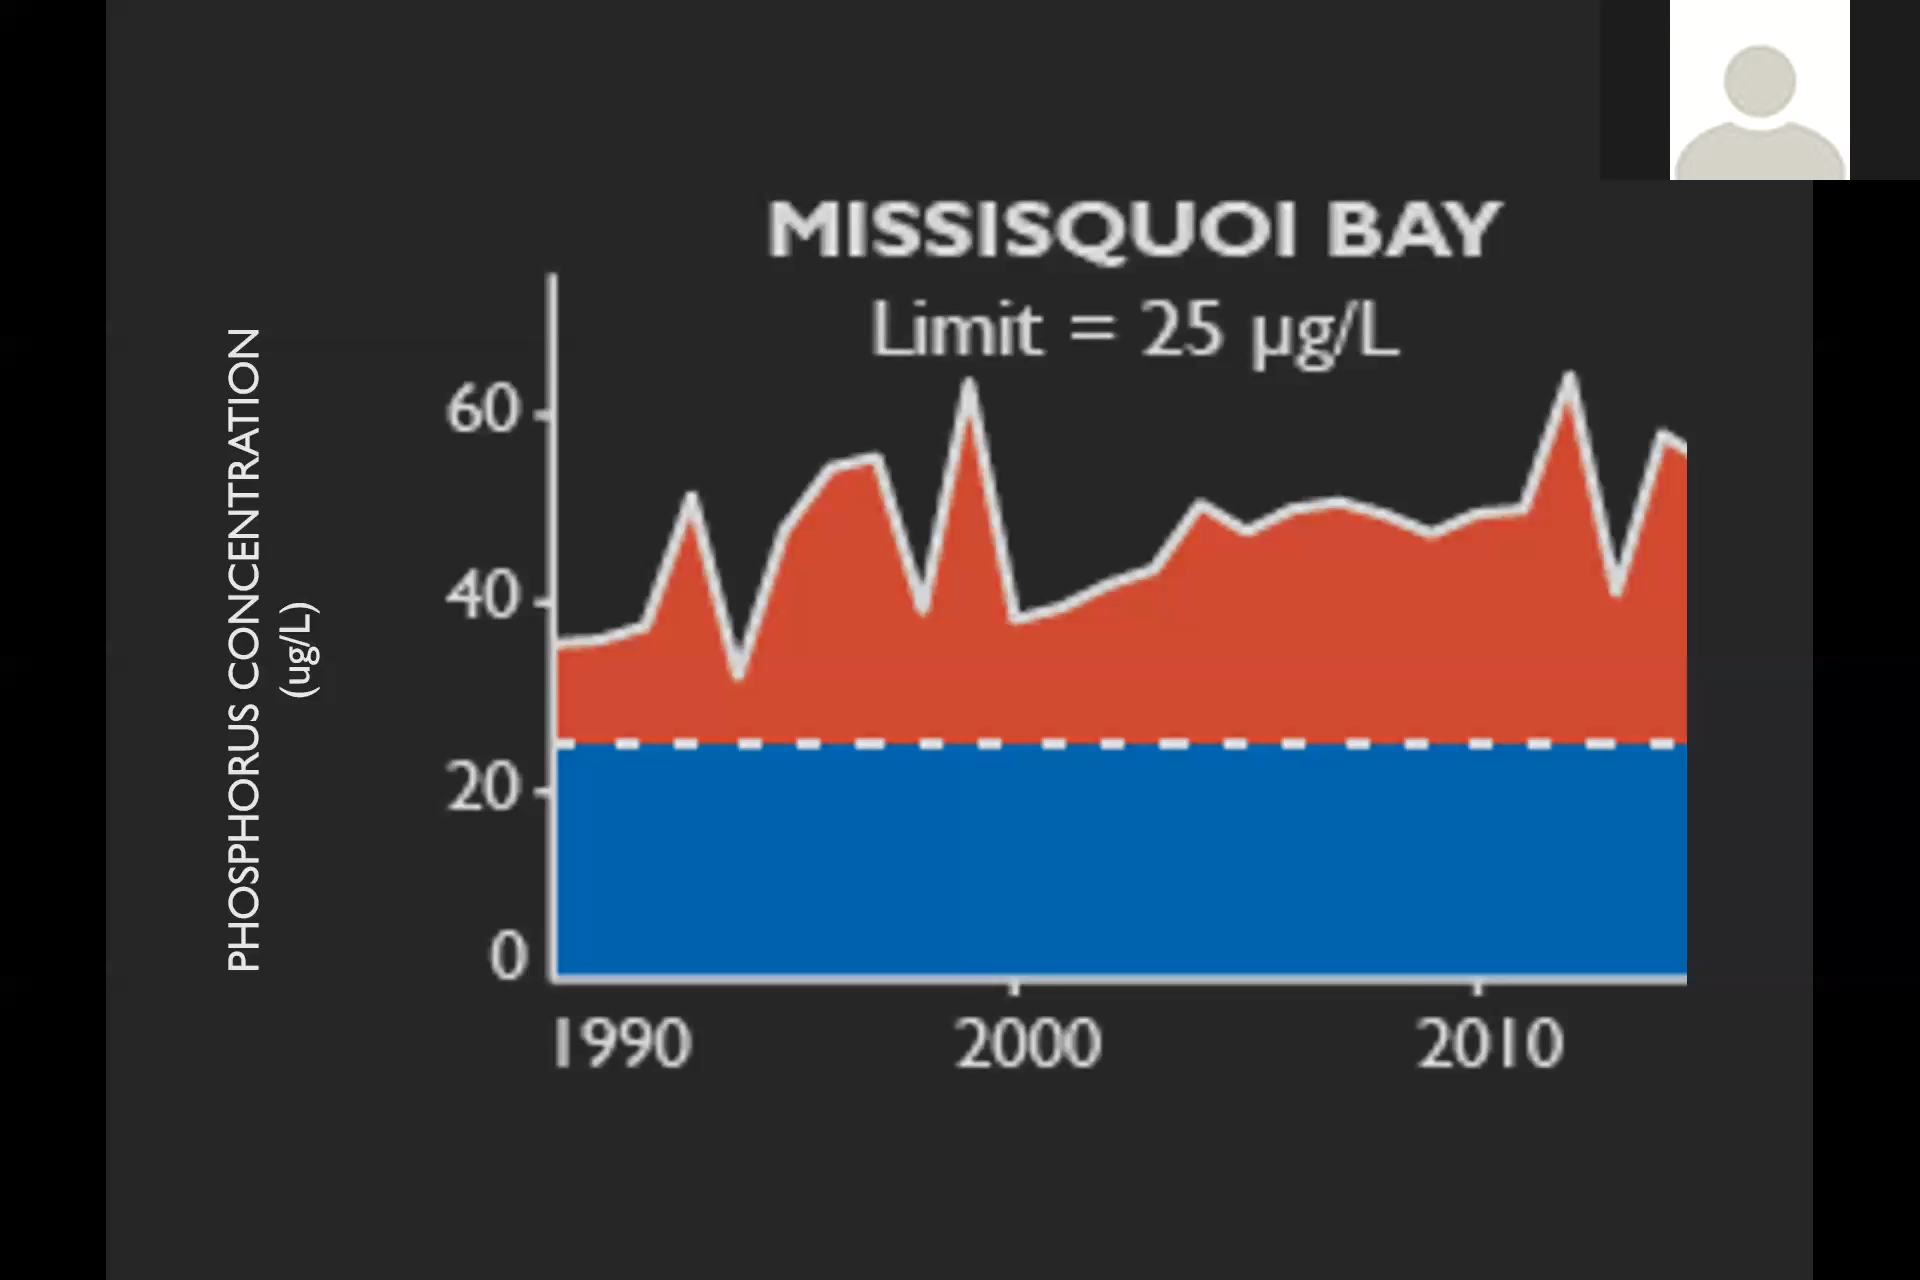 MISSISQUOI BAY
Limit = 25 µg/L
PHOSPHORUS CONCENTRATION
(ug/L)
60
40
20
0
1990
2000
2010